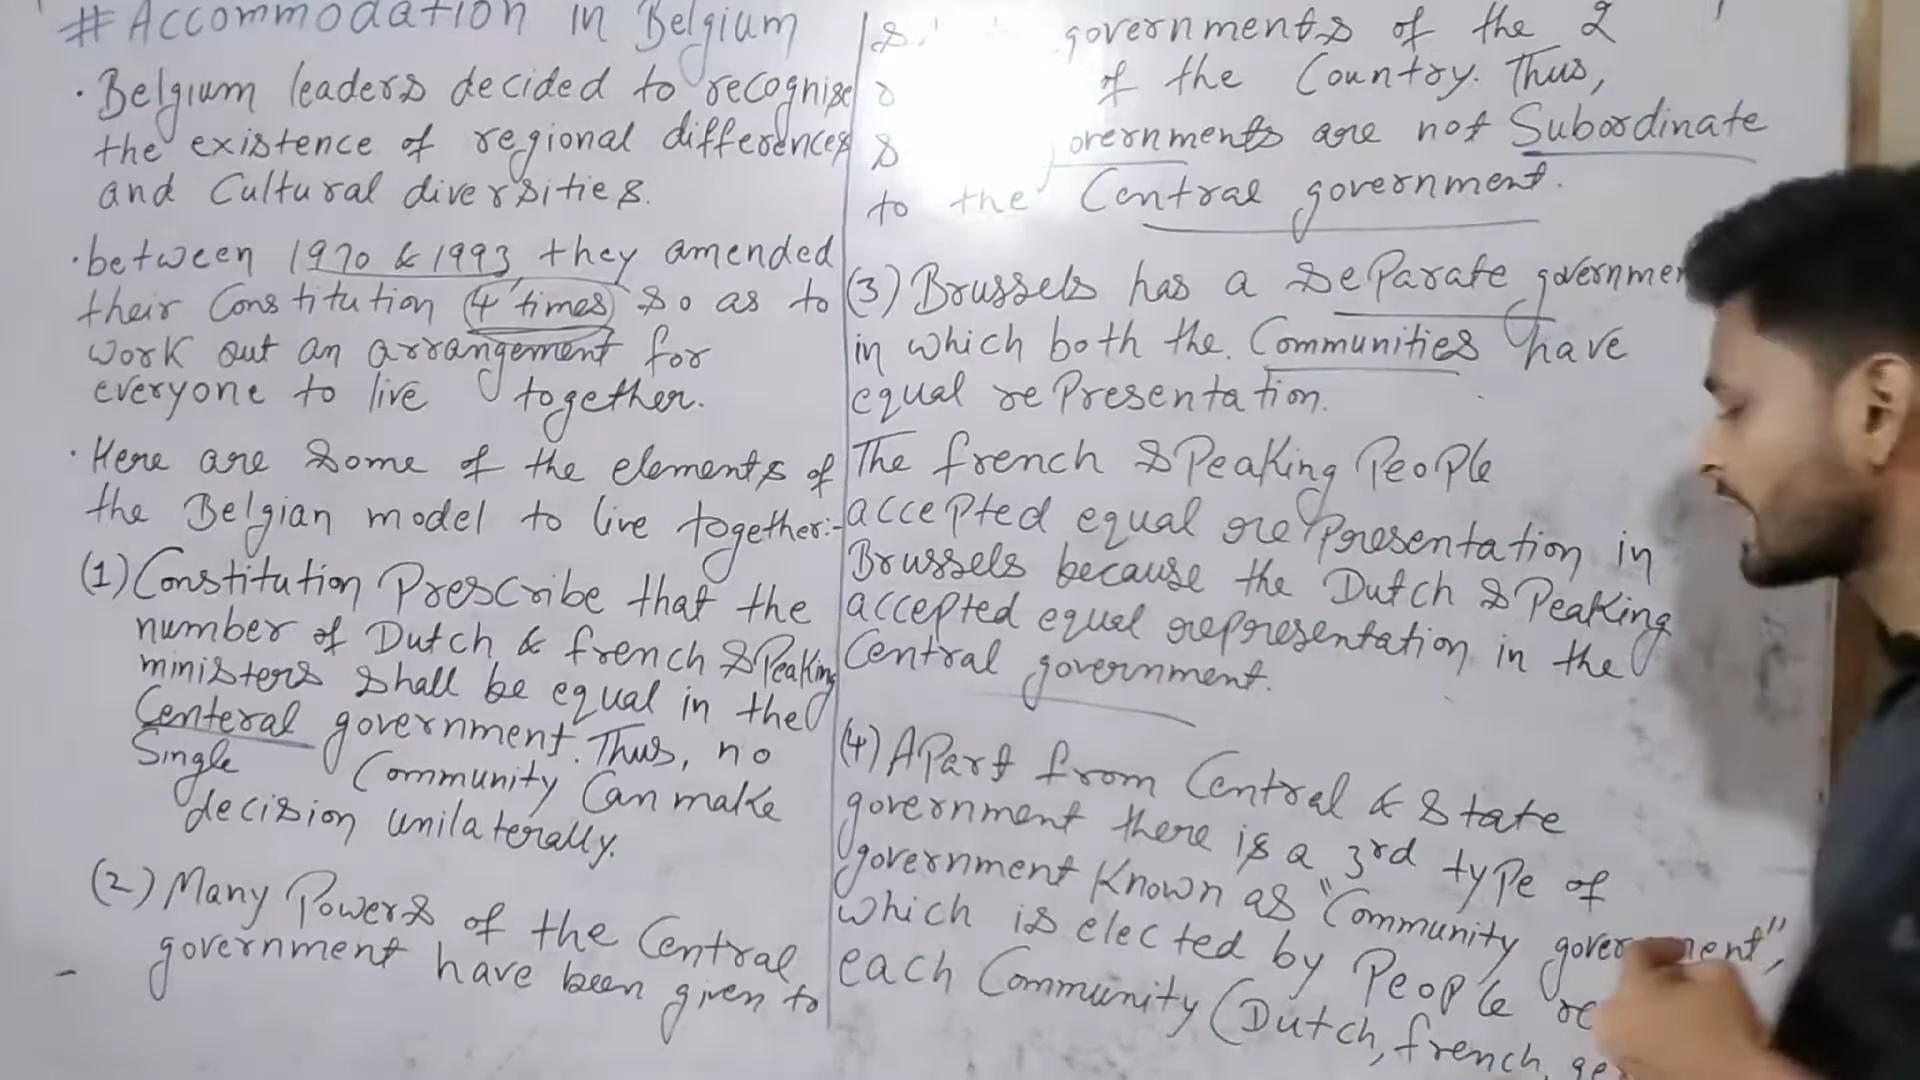 # Accommodation in Belgium
· Belgium leaders decided to recognise
the existence of regional differences
and Cultural diversities.
· between 1970 & 1993, they amended
their Constitution (4 times) so as to
work out an arrangement for
everyone to live together.
· Here are some of the elements of
the Belgian model to live together:-
(1) Constitution Prescribe that the
number of Dutch & french speaking
ministers shall be equal in the
Centeral government. Thus, no
Single Community Can make
decision unilaterally.
(2) Many Powers of the Central
government have been given to
governments of the 2
of the Country. Thus,
are not Subordinate
to the Central government.
(3) Brussels has a separate
in which both the Communities have
equal representation.
The french speaking People
accepted equal representation in
Brussels because the Dutch speaking
accepted equal representation in the
Central government.
(4) APart from Central & State
government there is a 3rd type of
government Known as "Community government",
which is elected by People
each Community (Dutch, french,